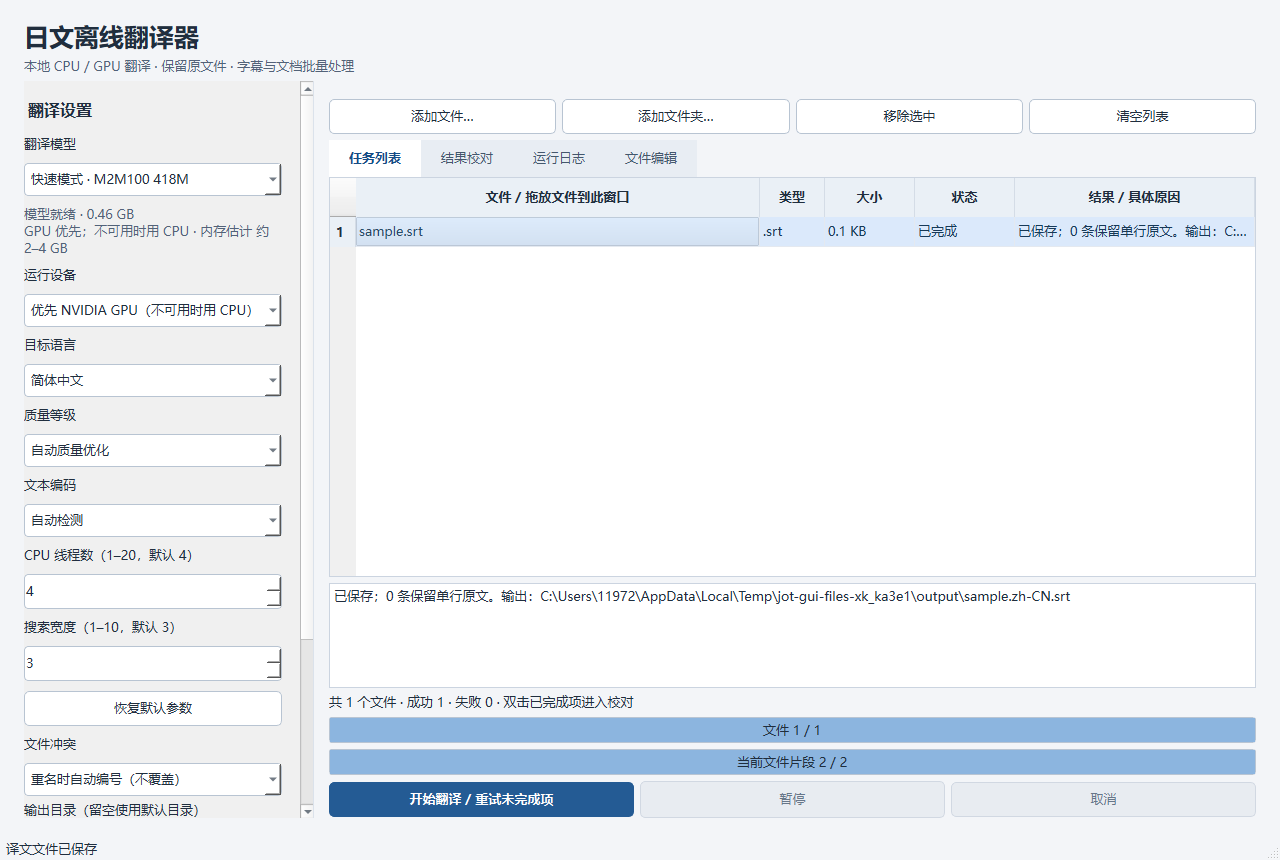 日文离线翻译器
本地 CPU / GPU 翻译 · 保留原文件 · 字幕与文档批量处理
翻译设置
翻译模型
快速模式 · M2M100 418M
模型就绪 · 0.46 GB
GPU 优先；不可用时用 CPU · 内存估计 约
2–4 GB
运行设备
优先 NVIDIA GPU（不可用时用 CPU）
目标语言
简体中文
质量等级
自动质量优化
文本编码
自动检测
CPU 线程数（1–20，默认 4）
4
搜索宽度（1–10，默认 3）
3
恢复默认参数
文件冲突
重名时自动编号（不覆盖）
输出目录（留空使用默认目录）
添加文件... 添加文件夹... 移除选中 清空列表
任务列表 结果校对 运行日志 文件编辑
文件 / 拖放文件到此窗口 类型 大小 状态 结果 / 具体原因
1 sample.srt .srt 0.1 KB 已完成 已保存；0 条保留单行原文。输出：C:...
已保存；0 条保留单行原文。输出：C:\Users\11972\AppData\Local\Temp\jot-gui-files-xk_ka3e1\output\sample.zh-CN.srt
共 1 个文件 · 成功 1 · 失败 0 · 双击已完成项进入校对
文件 1 / 1
当前文件片段 2 / 2
开始翻译 / 重试未完成项 暂停 取消
译文文件已保存